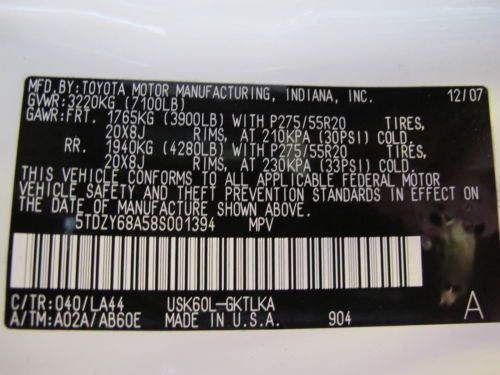 MFD.BY:TOYOTA MOTOR MANUFACTURING, INDIANA, INC. 12/07
GVWR:3220KG (7100LB)
GAWR:FRT. 1765KG (3900LB) WITH P275/55R20 TIRES,
20X8J RIMS, AT 210KPA (30PSI) COLD.
RR. 1940KG (4280LB) WITH P275/55R20 TIRES,
20X8J RIMS, AT 230KPA (33PSI) COLD.
THIS VEHICLE CONFORMS TO ALL APPLICABLE FEDERAL MOTOR
VEHICLE SAFETY AND THEFT PREVENTION STANDARDS IN EFFECT ON
THE DATE OF MANUFACTURE SHOWN ABOVE.
5TDZY68A58S001394 MPV
C/TR:040/LA44 USK60L-GKTLKA
A/TM:A02A/AB60E MADE IN U.S.A. 904 A